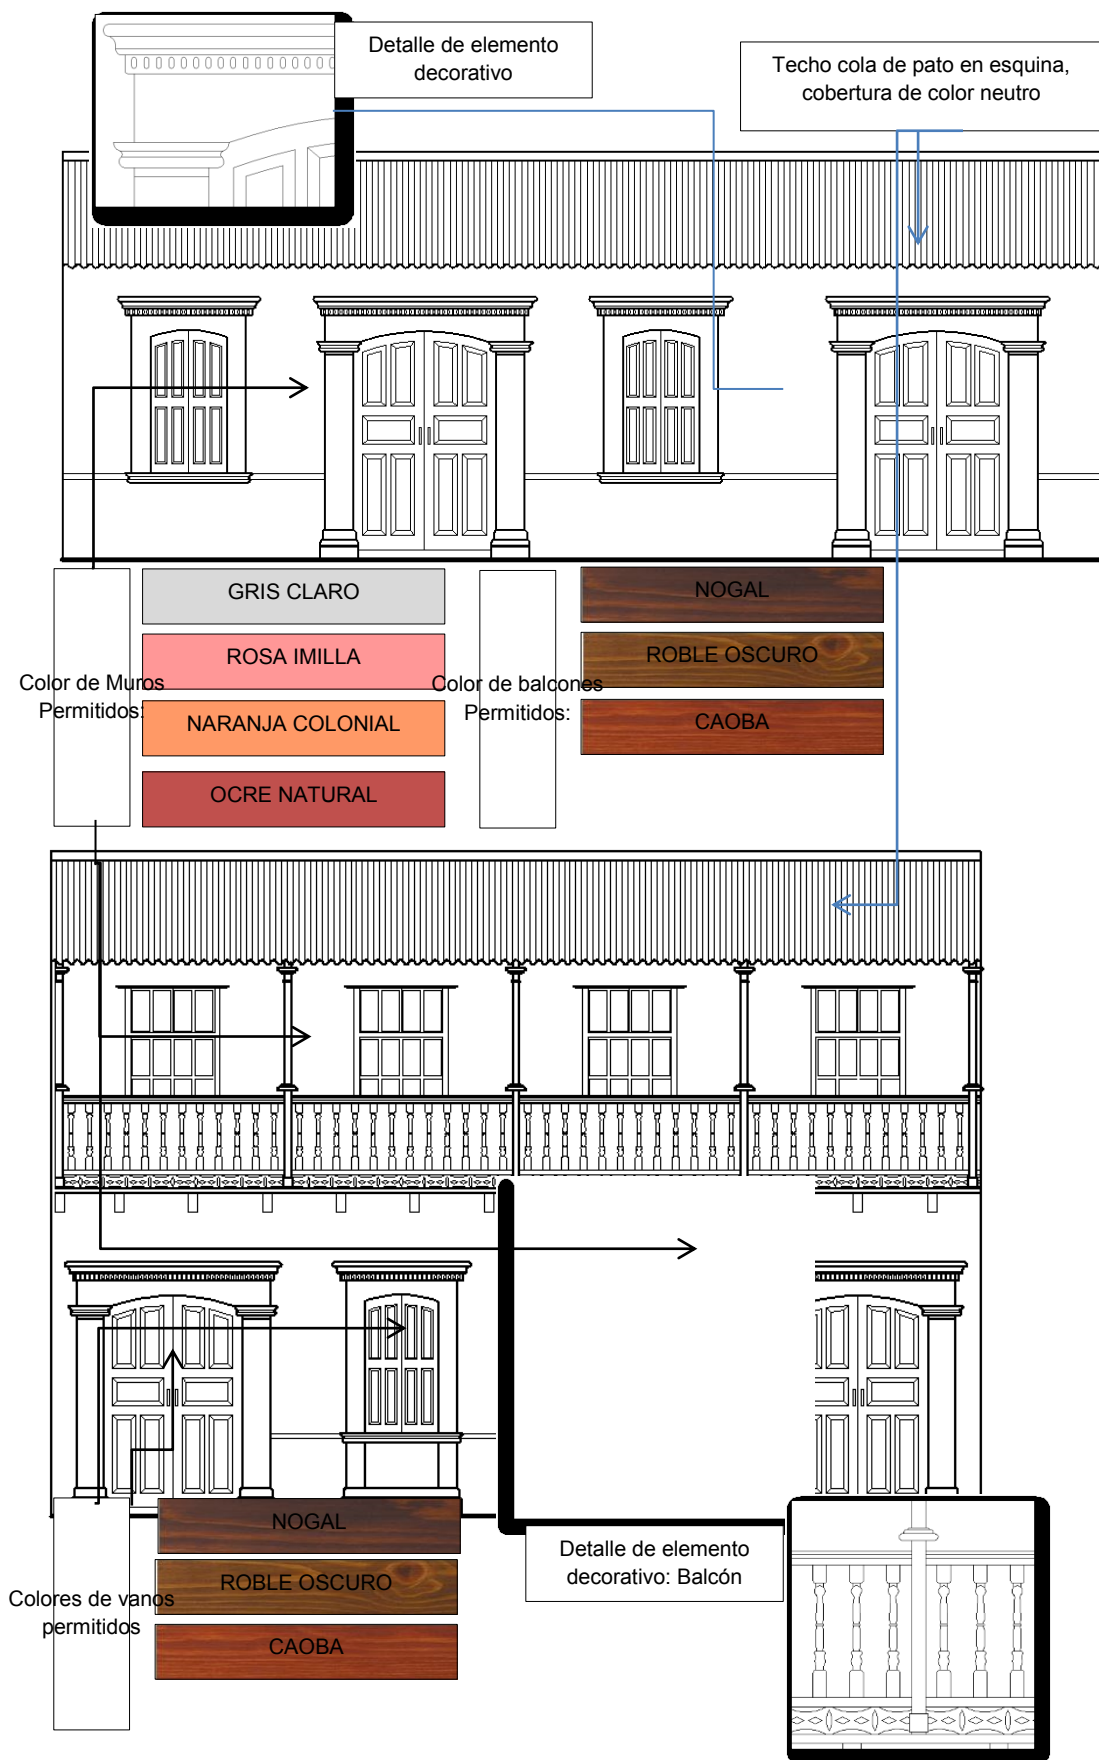 Detalle de elemento
decorativo
Techo cola de pato en esquina,
cobertura de color neutro
Color de Muros
Permitidos:
GRIS CLARO
ROSA IMILLA
NARANJA COLONIAL
OCRE NATURAL
Color de balcones
Permitidos:
NOGAL
ROBLE OSCURO
CAOBA
Colores de vanos
permitidos
NOGAL
ROBLE OSCURO
CAOBA
Detalle de elemento
decorativo: Balcón